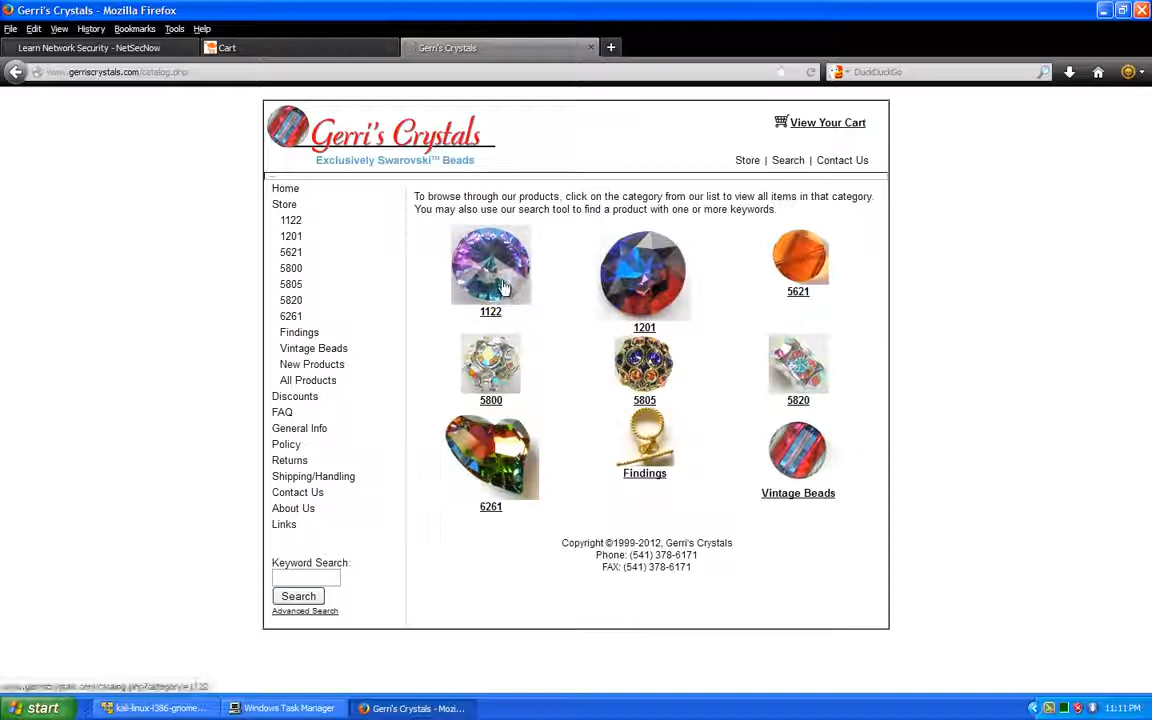 Gerri's Crystals - Mozilla Firefox
File Edit View History Bookmarks Tools Help
Learn Network Security - NetSecNow
Cart
Gerri's Crystals
www.gerriscrystals.com/catalog.php
DuckDuckGo
Gerri's Crystals
Exclusively Swarovski™ Beads
View Your Cart
Store | Search | Contact Us
Home
Store
1122
1201
5621
5800
5805
5820
6261
Findings
Vintage Beads
New Products
All Products
Discounts
FAQ
General Info
Policy
Returns
Shipping/Handling
Contact Us
About Us
Links
Keyword Search:
Search
Advanced Search
To browse through our products, click on the category from our list to view all items in that category.
You may also use our search tool to find a product with one or more keywords.
1122
1201
5621
5800
5805
5820
6261
Findings
Vintage Beads
Copyright ©1999-2012, Gerri's Crystals
Phone: (541) 378-6171
FAX: (541) 378-6171
start
kali-linux-i386-gnome...
Windows Task Manager
Gerri's Crystals - Mozi...
11:11 PM